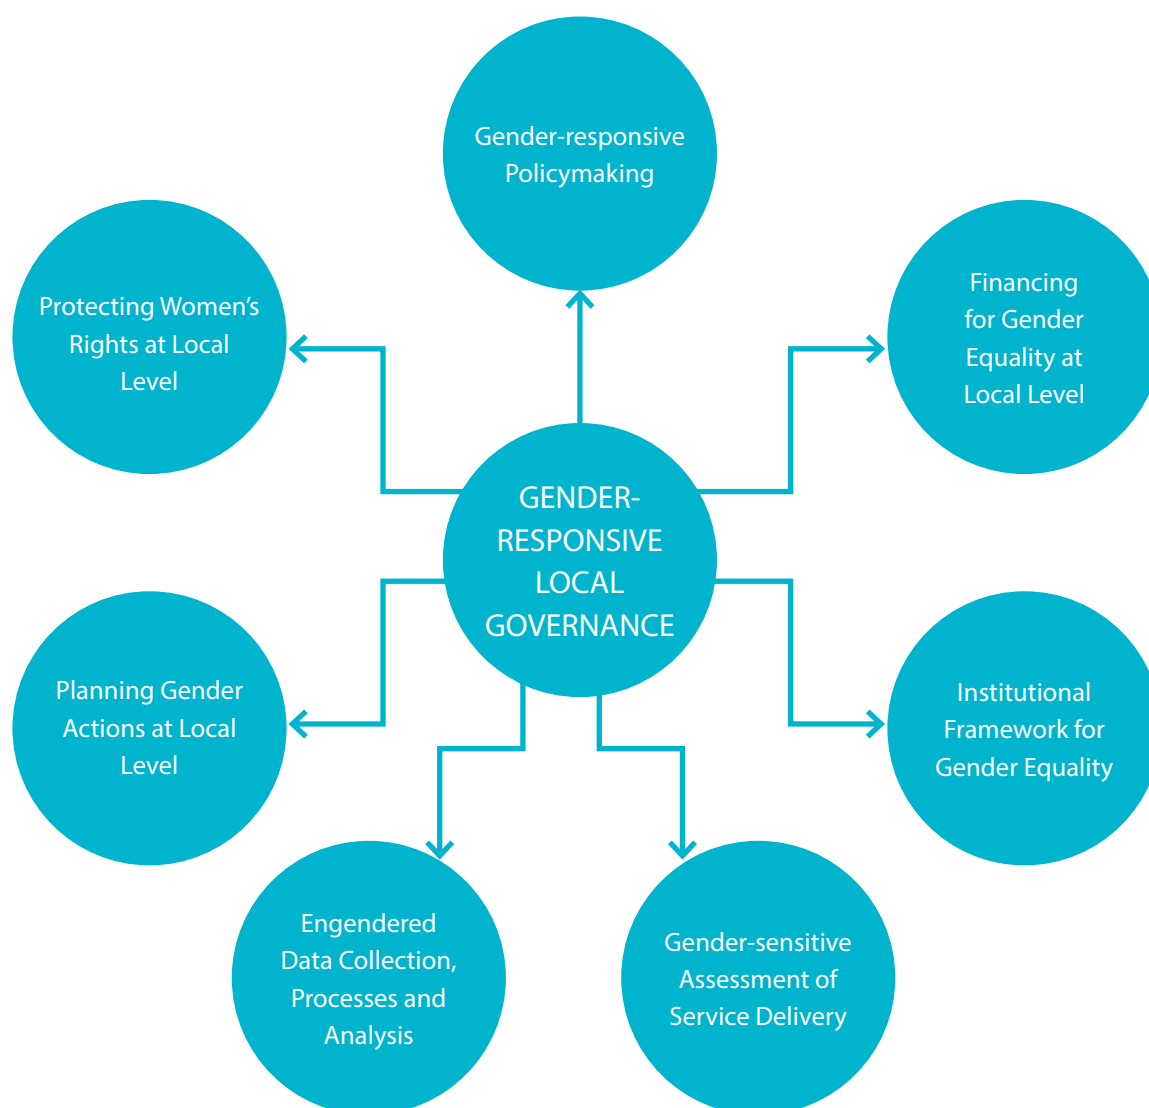 Gender-responsive
Policymaking
Protecting Women’s
Rights at Local
Level
Financing
for Gender
Equality at
Local Level
GENDER-
RESPONSIVE
LOCAL
GOVERNANCE
Planning Gender
Actions at Local
Level
Institutional
Framework for
Gender Equality
Engendered
Data Collection,
Processes and
Analysis
Gender-sensitive
Assessment of
Service Delivery